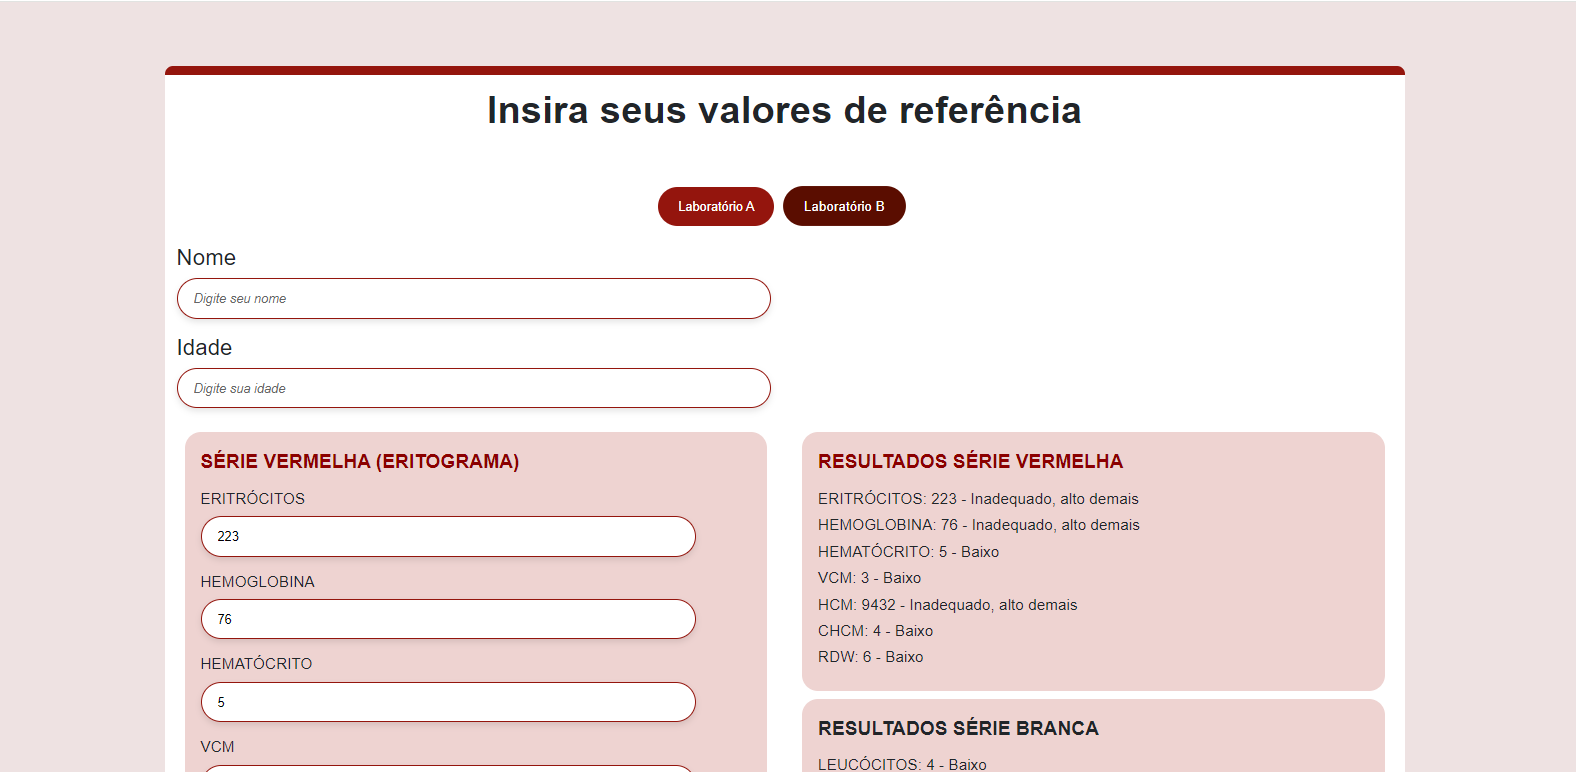 Insira seus valores de referência
Laboratório A
Laboratório B
Nome
Digite seu nome
Idade
Digite sua idade
SÉRIE VERMELHA (ERITOGRAMA)
ERITRÓCITOS
223
HEMOGLOBINA
76
HEMATÓCRITO
5
VCM
RESULTADOS SÉRIE VERMELHA
ERITRÓCITOS: 223 - Inadequado, alto demais
HEMOGLOBINA: 76 - Inadequado, alto demais
HEMATÓCRITO: 5 - Baixo
VCM: 3 - Baixo
HCM: 9432 - Inadequado, alto demais
CHCM: 4 - Baixo
RDW: 6 - Baixo
RESULTADOS SÉRIE BRANCA
LEUCÓCITOS: 4 - Baixo